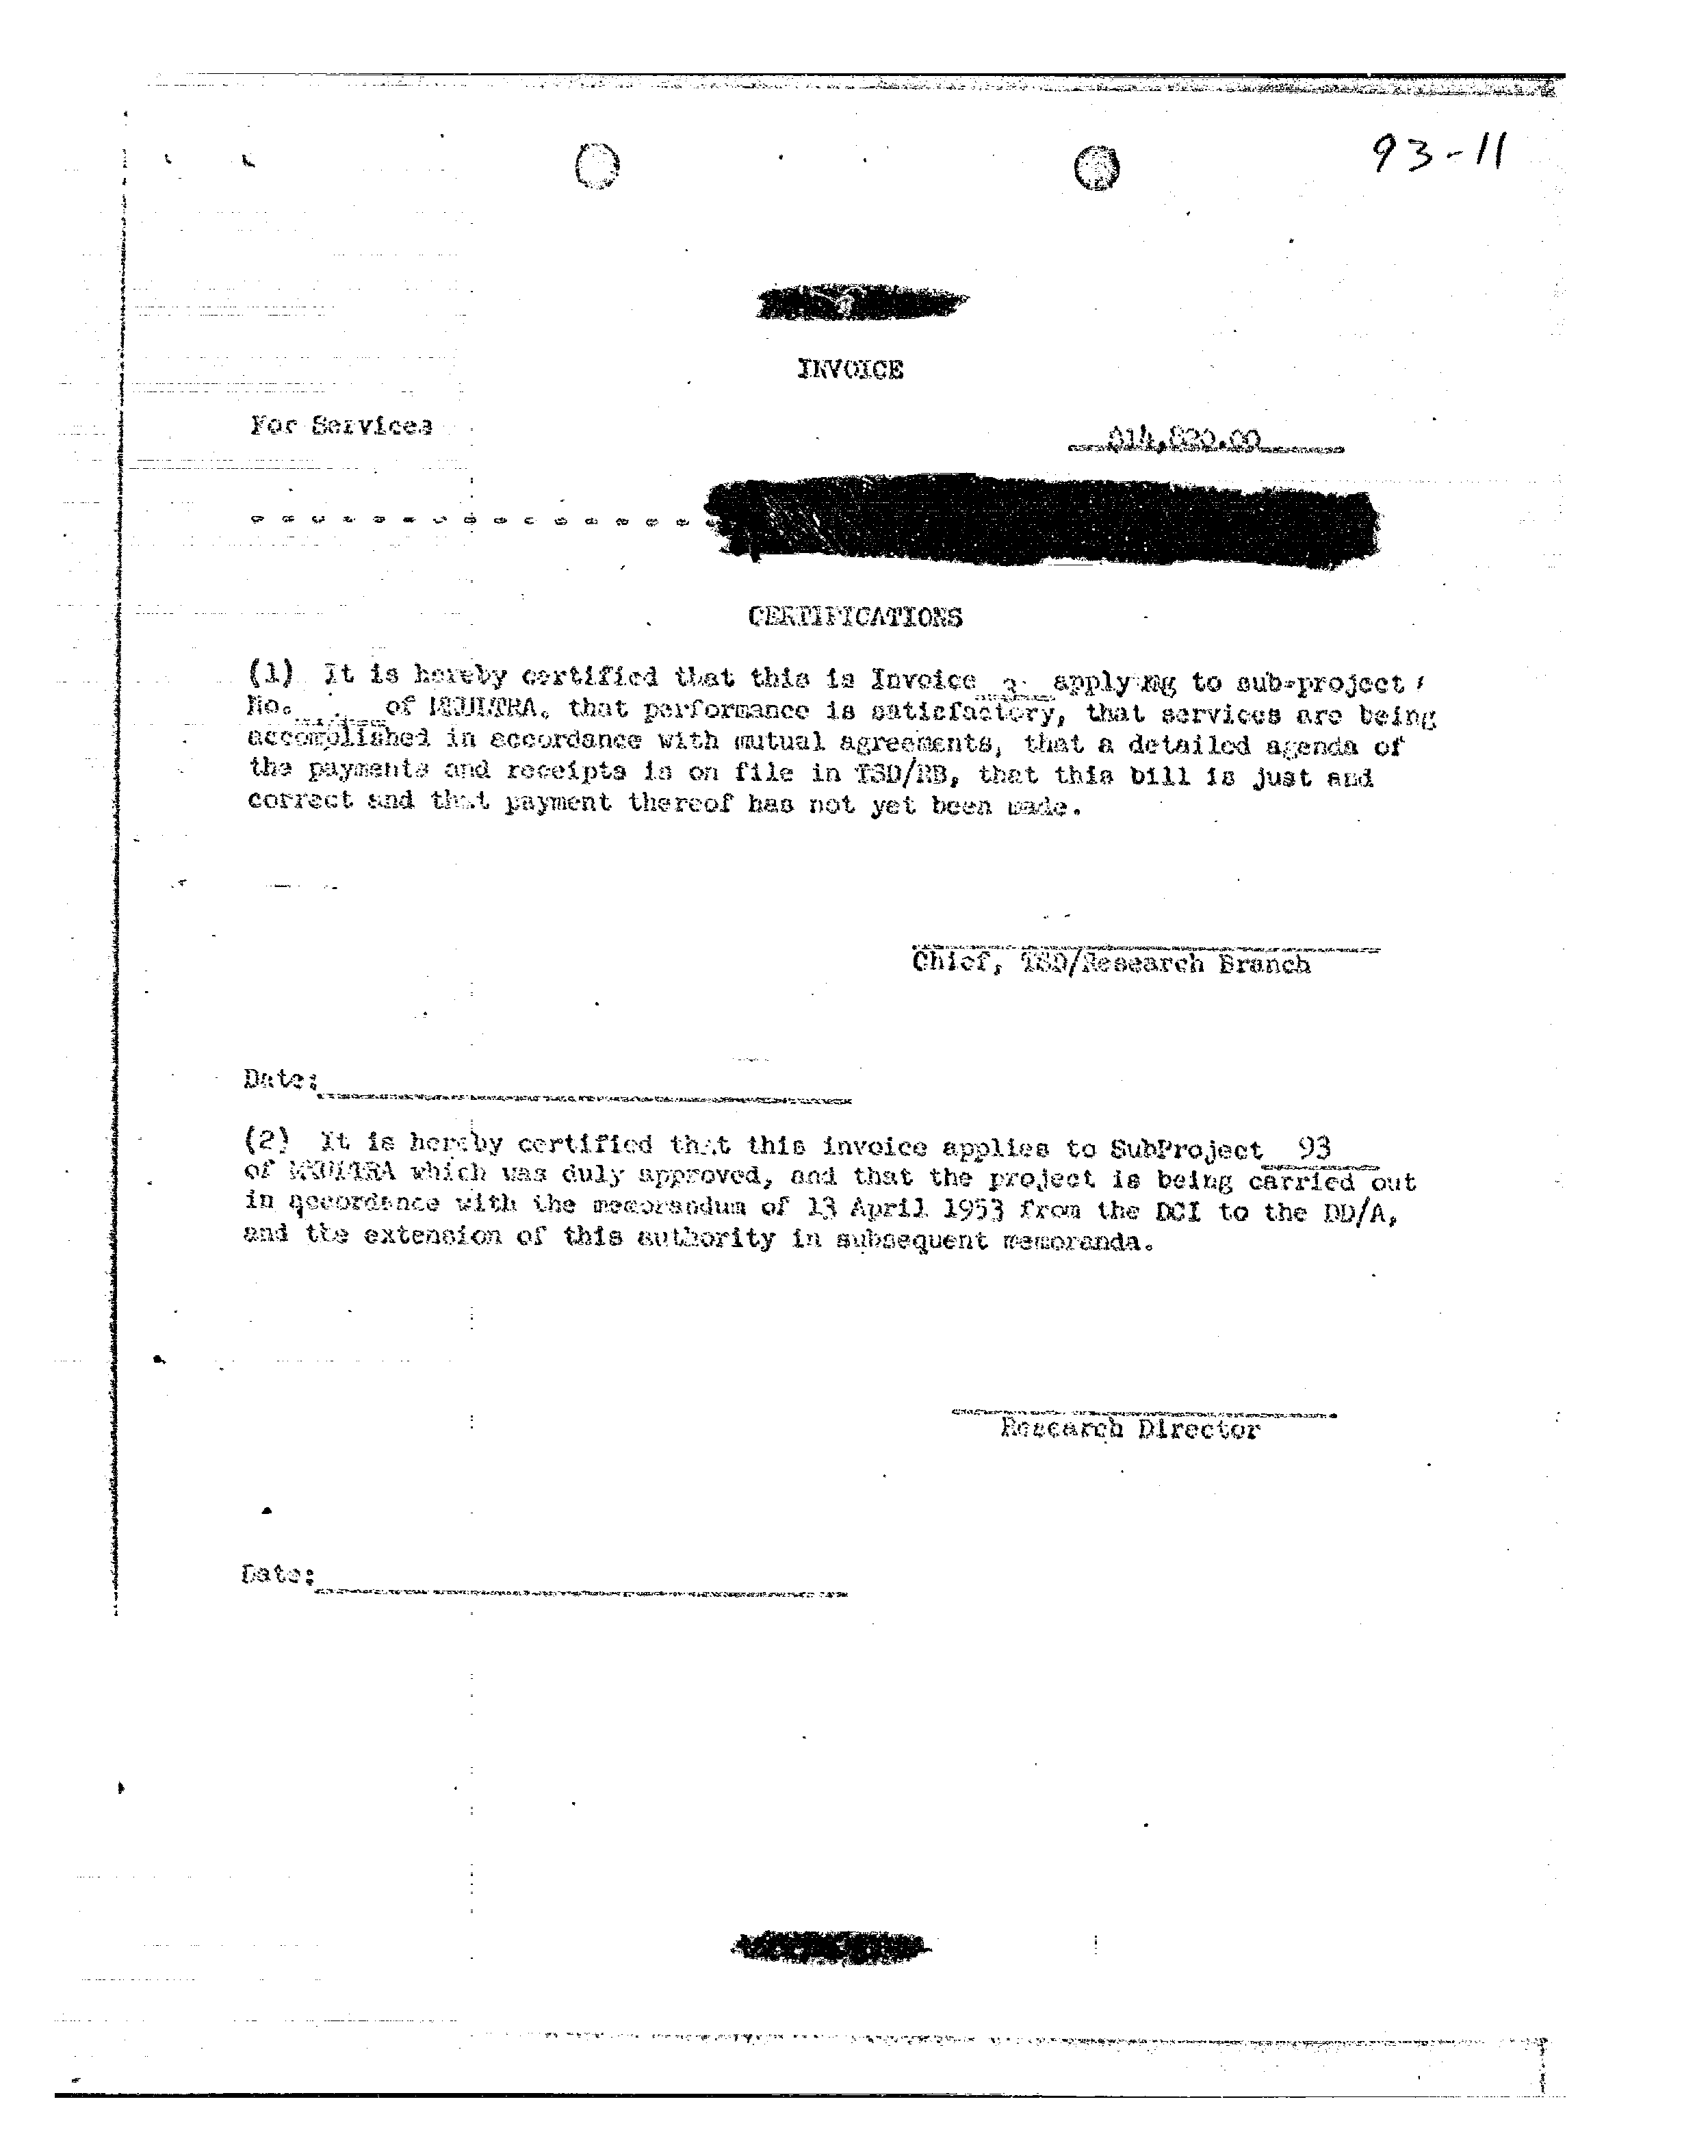 93-11
INVOICE
For Services
CERTIFICATIONS
(1) It is hereby certified that this is Invoice applying to sub-project
No. of MKULTRA, that performance is satisfactory, that services are being
accomplished in accordance with mutual agreements, that a detailed agenda of
the payments and receipts is on file in TSD/RB, that this bill is just and
correct and that payment thereof has not yet been made.
Chief, TSD/Research Branch
Date:
(2) It is hereby certified that this invoice applies to SubProject 93
of MKULTRA which was duly approved, and that the project is being carried out
in accordance with the memorandum of 13 April 1953 from the DCI to the DD/A,
and the extension of this authority in subsequent memoranda.
Research Director
Date: